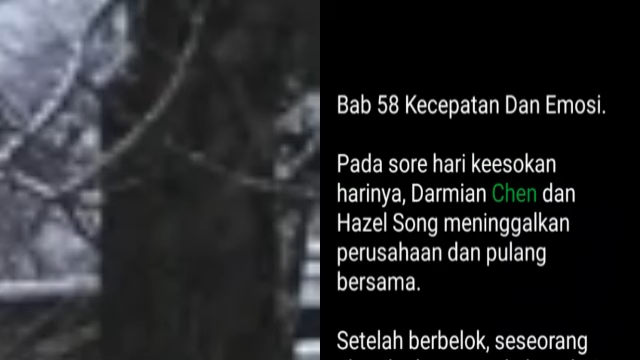 Bab 58 Kecepatan Dan Emosi.
Pada sore hari keesokan
harinya, Darmian Chen dan
Hazel Song meninggalkan
perusahaan dan pulang
bersama.
Setelah berbelok, seseorang